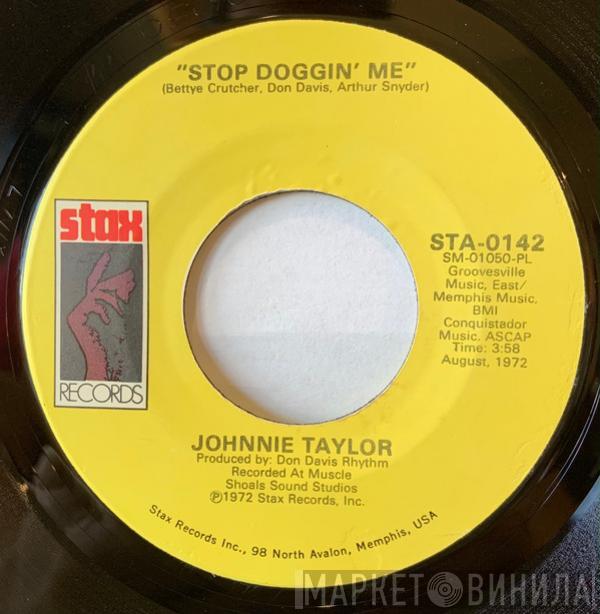 "STOP DOGGIN' ME"
(Bettye Crutcher, Don Davis, Arthur Snyder)
stax
RECORDS
STA-0142
SM-01050-PL
Groovesville
Music, East/
Memphis Music,
BMI
Conquistador
Music, ASCAP
Time: 3:58
August, 1972
JOHNNIE TAYLOR
Produced by: Don Davis Rhythm
Recorded At Muscle
Shoals Sound Studios
℗1972 Stax Records, Inc.
Stax Records Inc., 98 North Avalon, Memphis, USA
МАРКЕТ ВИНИЛА